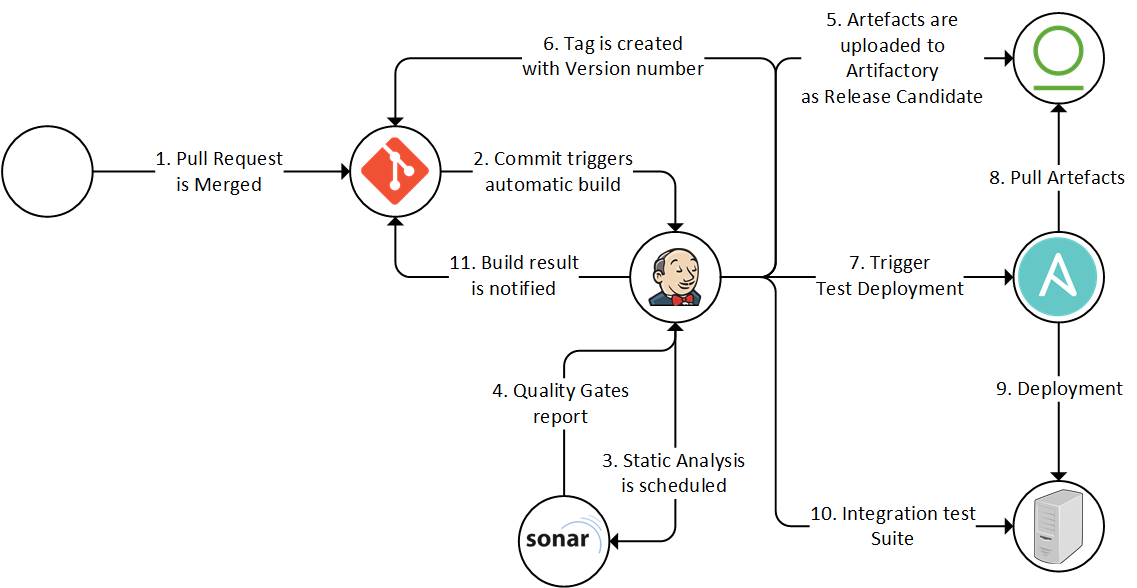 1. Pull Request
is Merged
2. Commit triggers
automatic build
3. Static Analysis
is scheduled
4. Quality Gates
report
5. Artefacts are
uploaded to
Artifactory
as Release Candidate
6. Tag is created
with Version number
7. Trigger
Test Deployment
8. Pull Artefacts
9. Deployment
10. Integration test
Suite
11. Build result
is notified
sonar